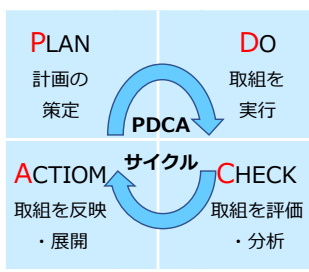 PLAN
計画の
策定
DO
取組を
実行
PDCA
サイクル
ACTIOM
取組を反映
・展開
CHECK
取組を評価
・分析